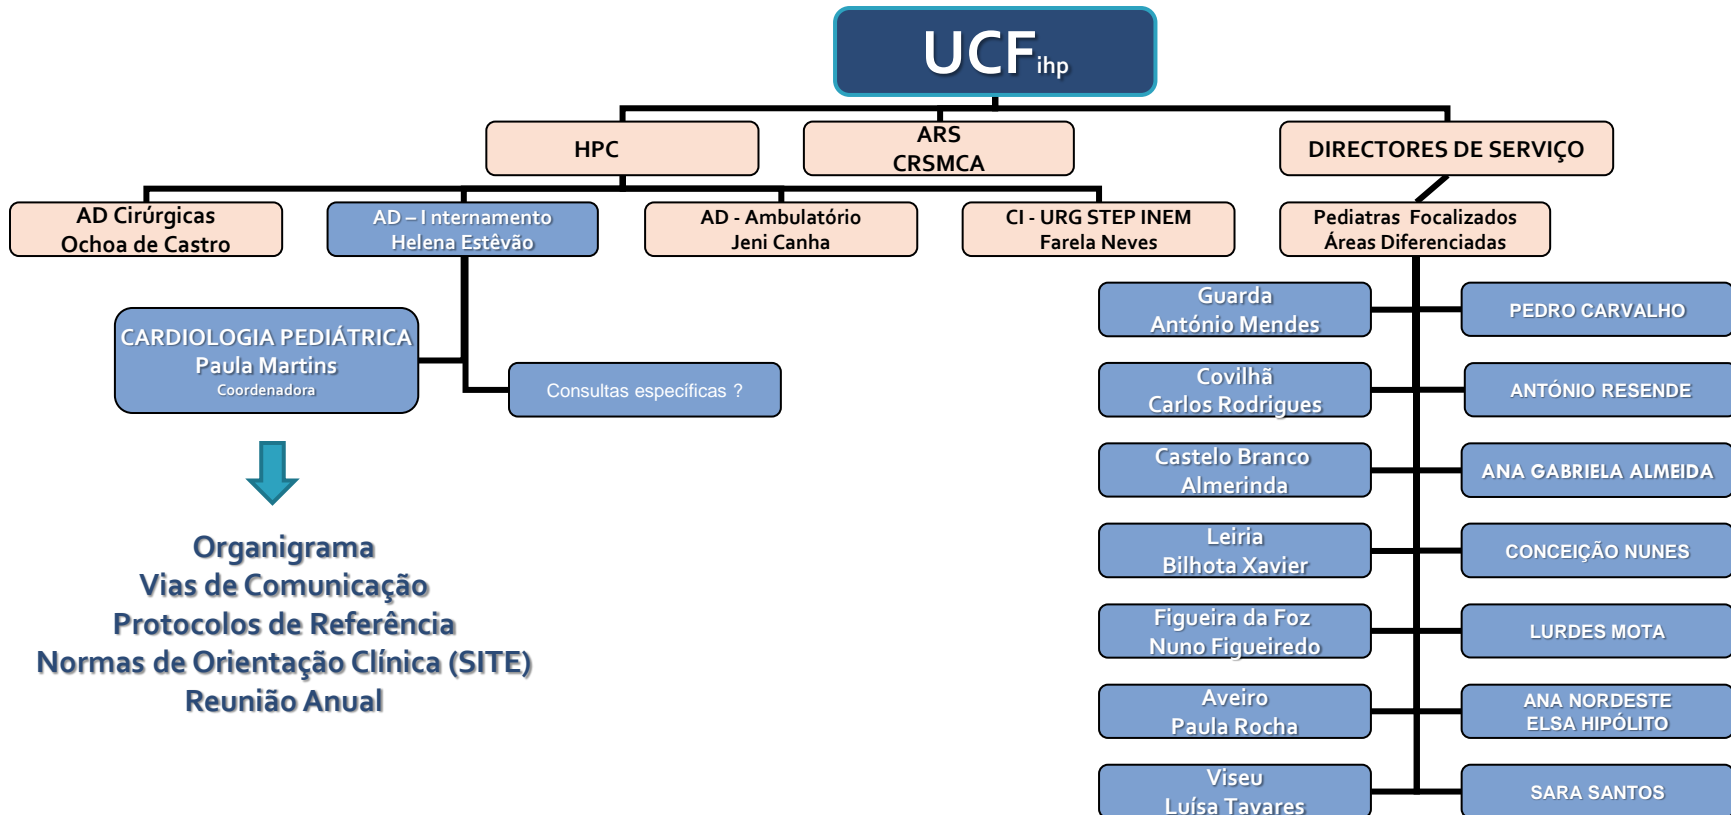 UCFihp
HPC
ARS
CRSMCA
DIRECTORES DE SERVIÇO
AD Cirúrgicas
Ochoa de Castro
AD – I nternamento
Helena Estêvão
AD - Ambulatório
Jeni Canha
CI - URG STEP INEM
Farela Neves
Pediatras Focalizados
Áreas Diferenciadas
CARDIOLOGIA PEDIÁTRICA
Paula Martins
Coordenadora
Consultas específicas ?
Organigrama
Vias de Comunicação
Protocolos de Referência
Normas de Orientação Clínica (SITE)
Reunião Anual
Guarda
António Mendes
PEDRO CARVALHO
Covilhã
Carlos Rodrigues
ANTÓNIO RESENDE
Castelo Branco
Almerinda
ANA GABRIELA ALMEIDA
Leiria
Bilhota Xavier
CONCEIÇÃO NUNES
Figueira da Foz
Nuno Figueiredo
LURDES MOTA
Aveiro
Paula Rocha
ANA NORDESTE
ELSA HIPÓLITO
Viseu
Luísa Tavares
SARA SANTOS